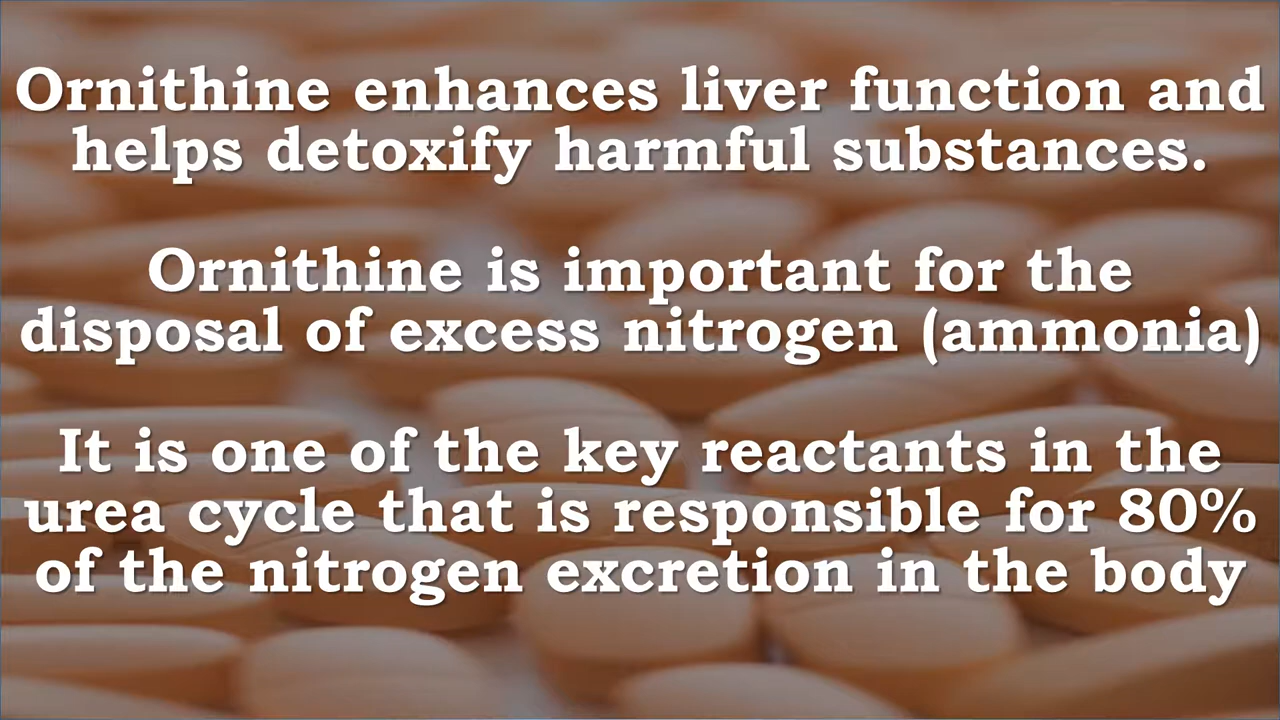 Ornithine enhances liver function and
helps detoxify harmful substances.
Ornithine is important for the
disposal of excess nitrogen (ammonia)
It is one of the key reactants in the
urea cycle that is responsible for 80%
of the nitrogen excretion in the body